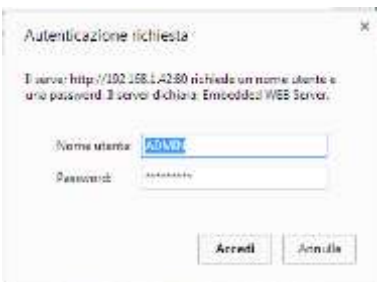 Autenticazione richiesta
×
Il server http://192.168.1.42:80 richiede un nome utente e
una password. Il server dichiara: Embedded WEB Server.
Nome utente: ADMIN
Password: *********
Accedi Annulla